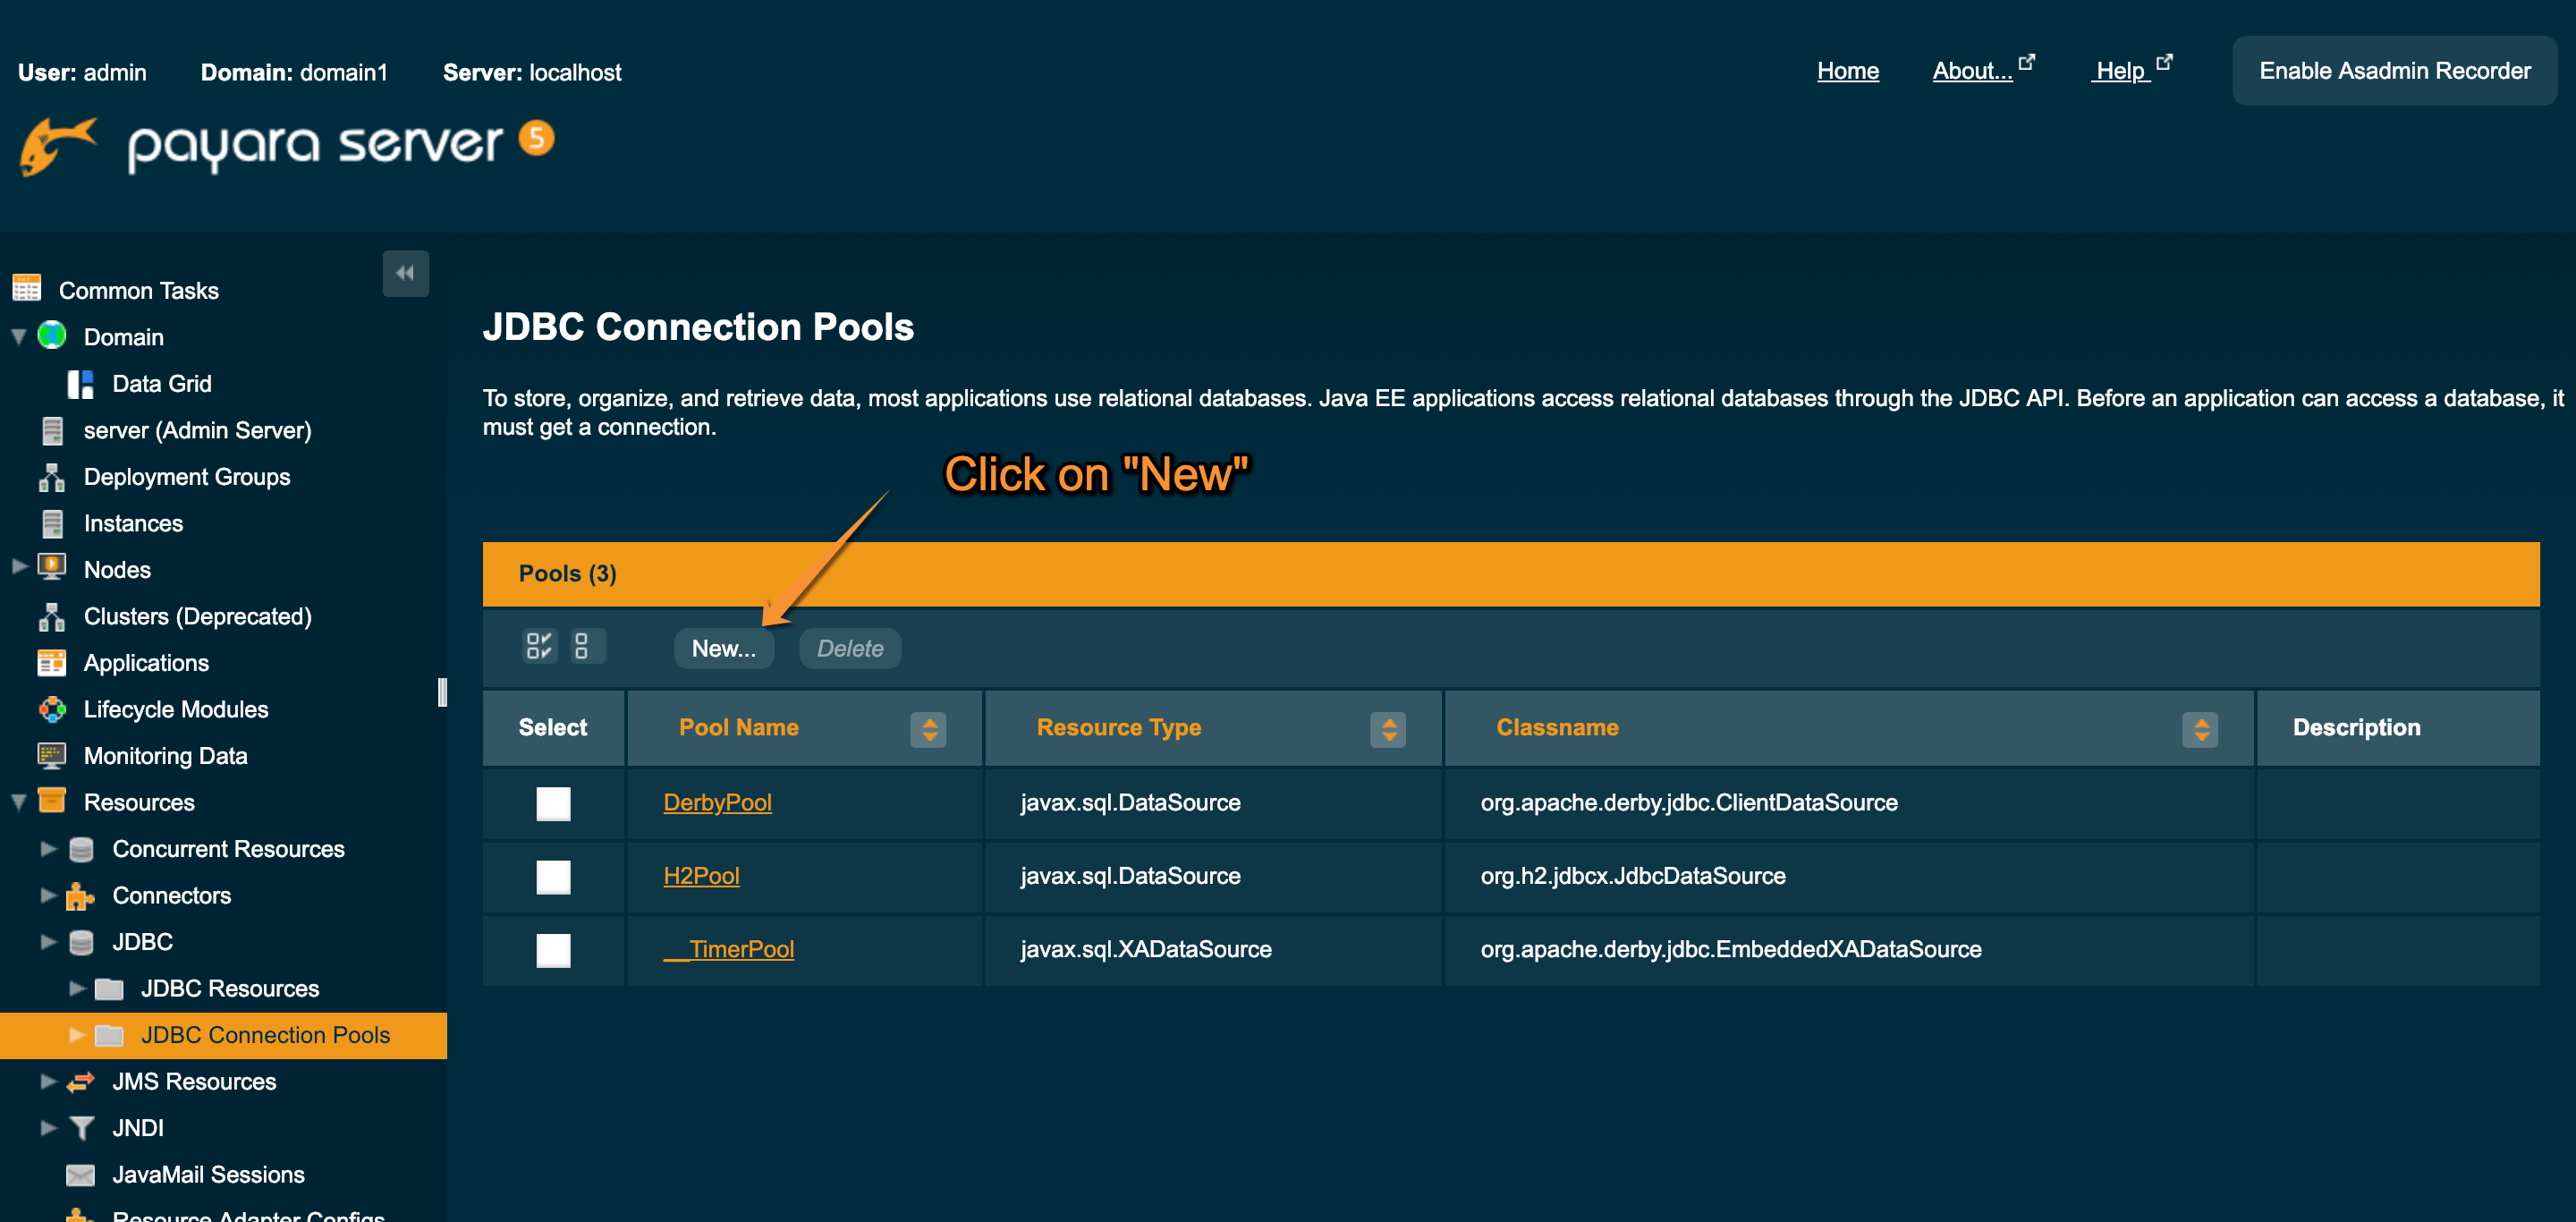 User: admin Domain: domain1 Server: localhost
Home About... Help Enable Asadmin Recorder
payara server 5
Common Tasks
Domain
Data Grid
server (Admin Server)
Deployment Groups
Instances
Nodes
Clusters (Deprecated)
Applications
Lifecycle Modules
Monitoring Data
Resources
Concurrent Resources
Connectors
JDBC
JDBC Resources
JDBC Connection Pools
JMS Resources
JNDI
JavaMail Sessions
Resource Adapter Configs
JDBC Connection Pools
To store, organize, and retrieve data, most applications use relational databases. Java EE applications access relational databases through the JDBC API. Before an application can access a database, it
must get a connection.
Click on "New"
Pools (3)
New... Delete
Select Pool Name Resource Type Classname Description
DerbyPool javax.sql.DataSource org.apache.derby.jdbc.ClientDataSource
H2Pool javax.sql.DataSource org.h2.jdbcx.JdbcDataSource
__TimerPool javax.sql.XADataSource org.apache.derby.jdbc.EmbeddedXADataSource